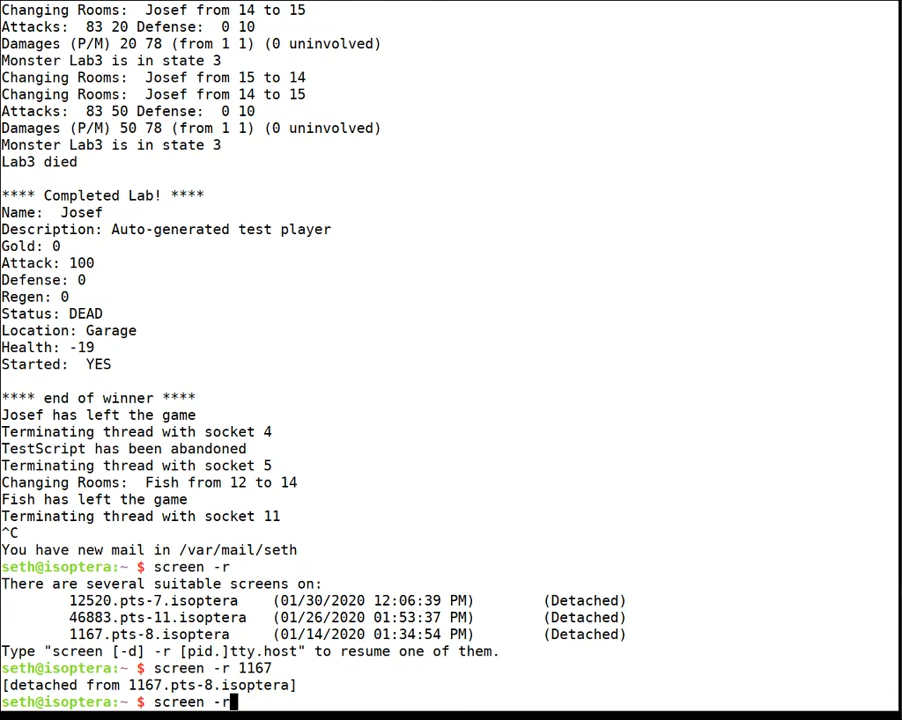 Changing Rooms:  Josef from 14 to 15
Attacks:  83 20 Defense:  0 10
Damages (P/M) 20 78 (from 1 1) (0 uninvolved)
Monster Lab3 is in state 3
Changing Rooms:  Josef from 15 to 14
Changing Rooms:  Josef from 14 to 15
Attacks:  83 50 Defense:  0 10
Damages (P/M) 50 78 (from 1 1) (0 uninvolved)
Monster Lab3 is in state 3
Lab3 died
**** Completed Lab! ****
Name:  Josef
Description: Auto-generated test player
Gold: 0
Attack: 100
Defense: 0
Regen: 0
Status: DEAD
Location: Garage
Health: -19
Started:  YES
**** end of winner ****
Josef has left the game
Terminating thread with socket 4
TestScript has been abandoned
Terminating thread with socket 5
Changing Rooms:  Fish from 12 to 14
Fish has left the game
Terminating thread with socket 11
^C
You have new mail in /var/mail/seth
seth@isoptera:~ $ screen -r
There are several suitable screens on:
        12520.pts-7.isoptera    (01/30/2020 12:06:39 PM)        (Detached)
        46883.pts-11.isoptera   (01/26/2020 01:53:37 PM)        (Detached)
        1167.pts-8.isoptera     (01/14/2020 01:34:54 PM)        (Detached)
Type "screen [-d] -r [pid.]tty.host" to resume one of them.
seth@isoptera:~ $ screen -r 1167
[detached from 1167.pts-8.isoptera]
seth@isoptera:~ $ screen -r